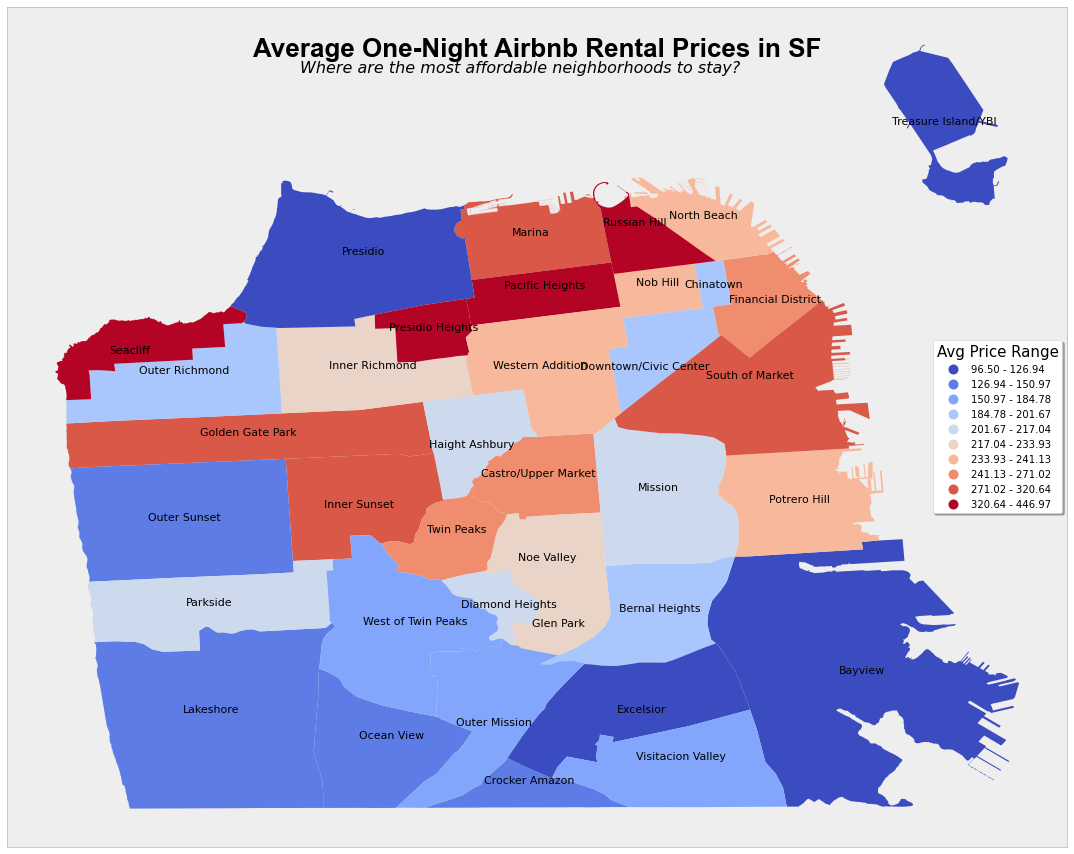 Average One-Night Airbnb Rental Prices in SF
Where are the most affordable neighborhoods to stay?
Treasure Island/YBI
North Beach
Russian Hill
Marina
Presidio
Nob Hill
Chinatown
Pacific Heights
Financial District
Presidio Heights
Seacliff
Outer Richmond
Inner Richmond
Western Addition
Downtown/Civic Center
South of Market
Avg Price Range
96.50 - 126.94
126.94 - 150.97
150.97 - 184.78
184.78 - 201.67
201.67 - 217.04
217.04 - 233.93
233.93 - 241.13
241.13 - 271.02
271.02 - 320.64
320.64 - 446.97
Golden Gate Park
Haight Ashbury
Castro/Upper Market
Mission
Potrero Hill
Inner Sunset
Outer Sunset
Twin Peaks
Noe Valley
Parkside
Diamond Heights
Bernal Heights
West of Twin Peaks
Glen Park
Bayview
Lakeshore
Excelsior
Outer Mission
Ocean View
Visitacion Valley
Crocker Amazon